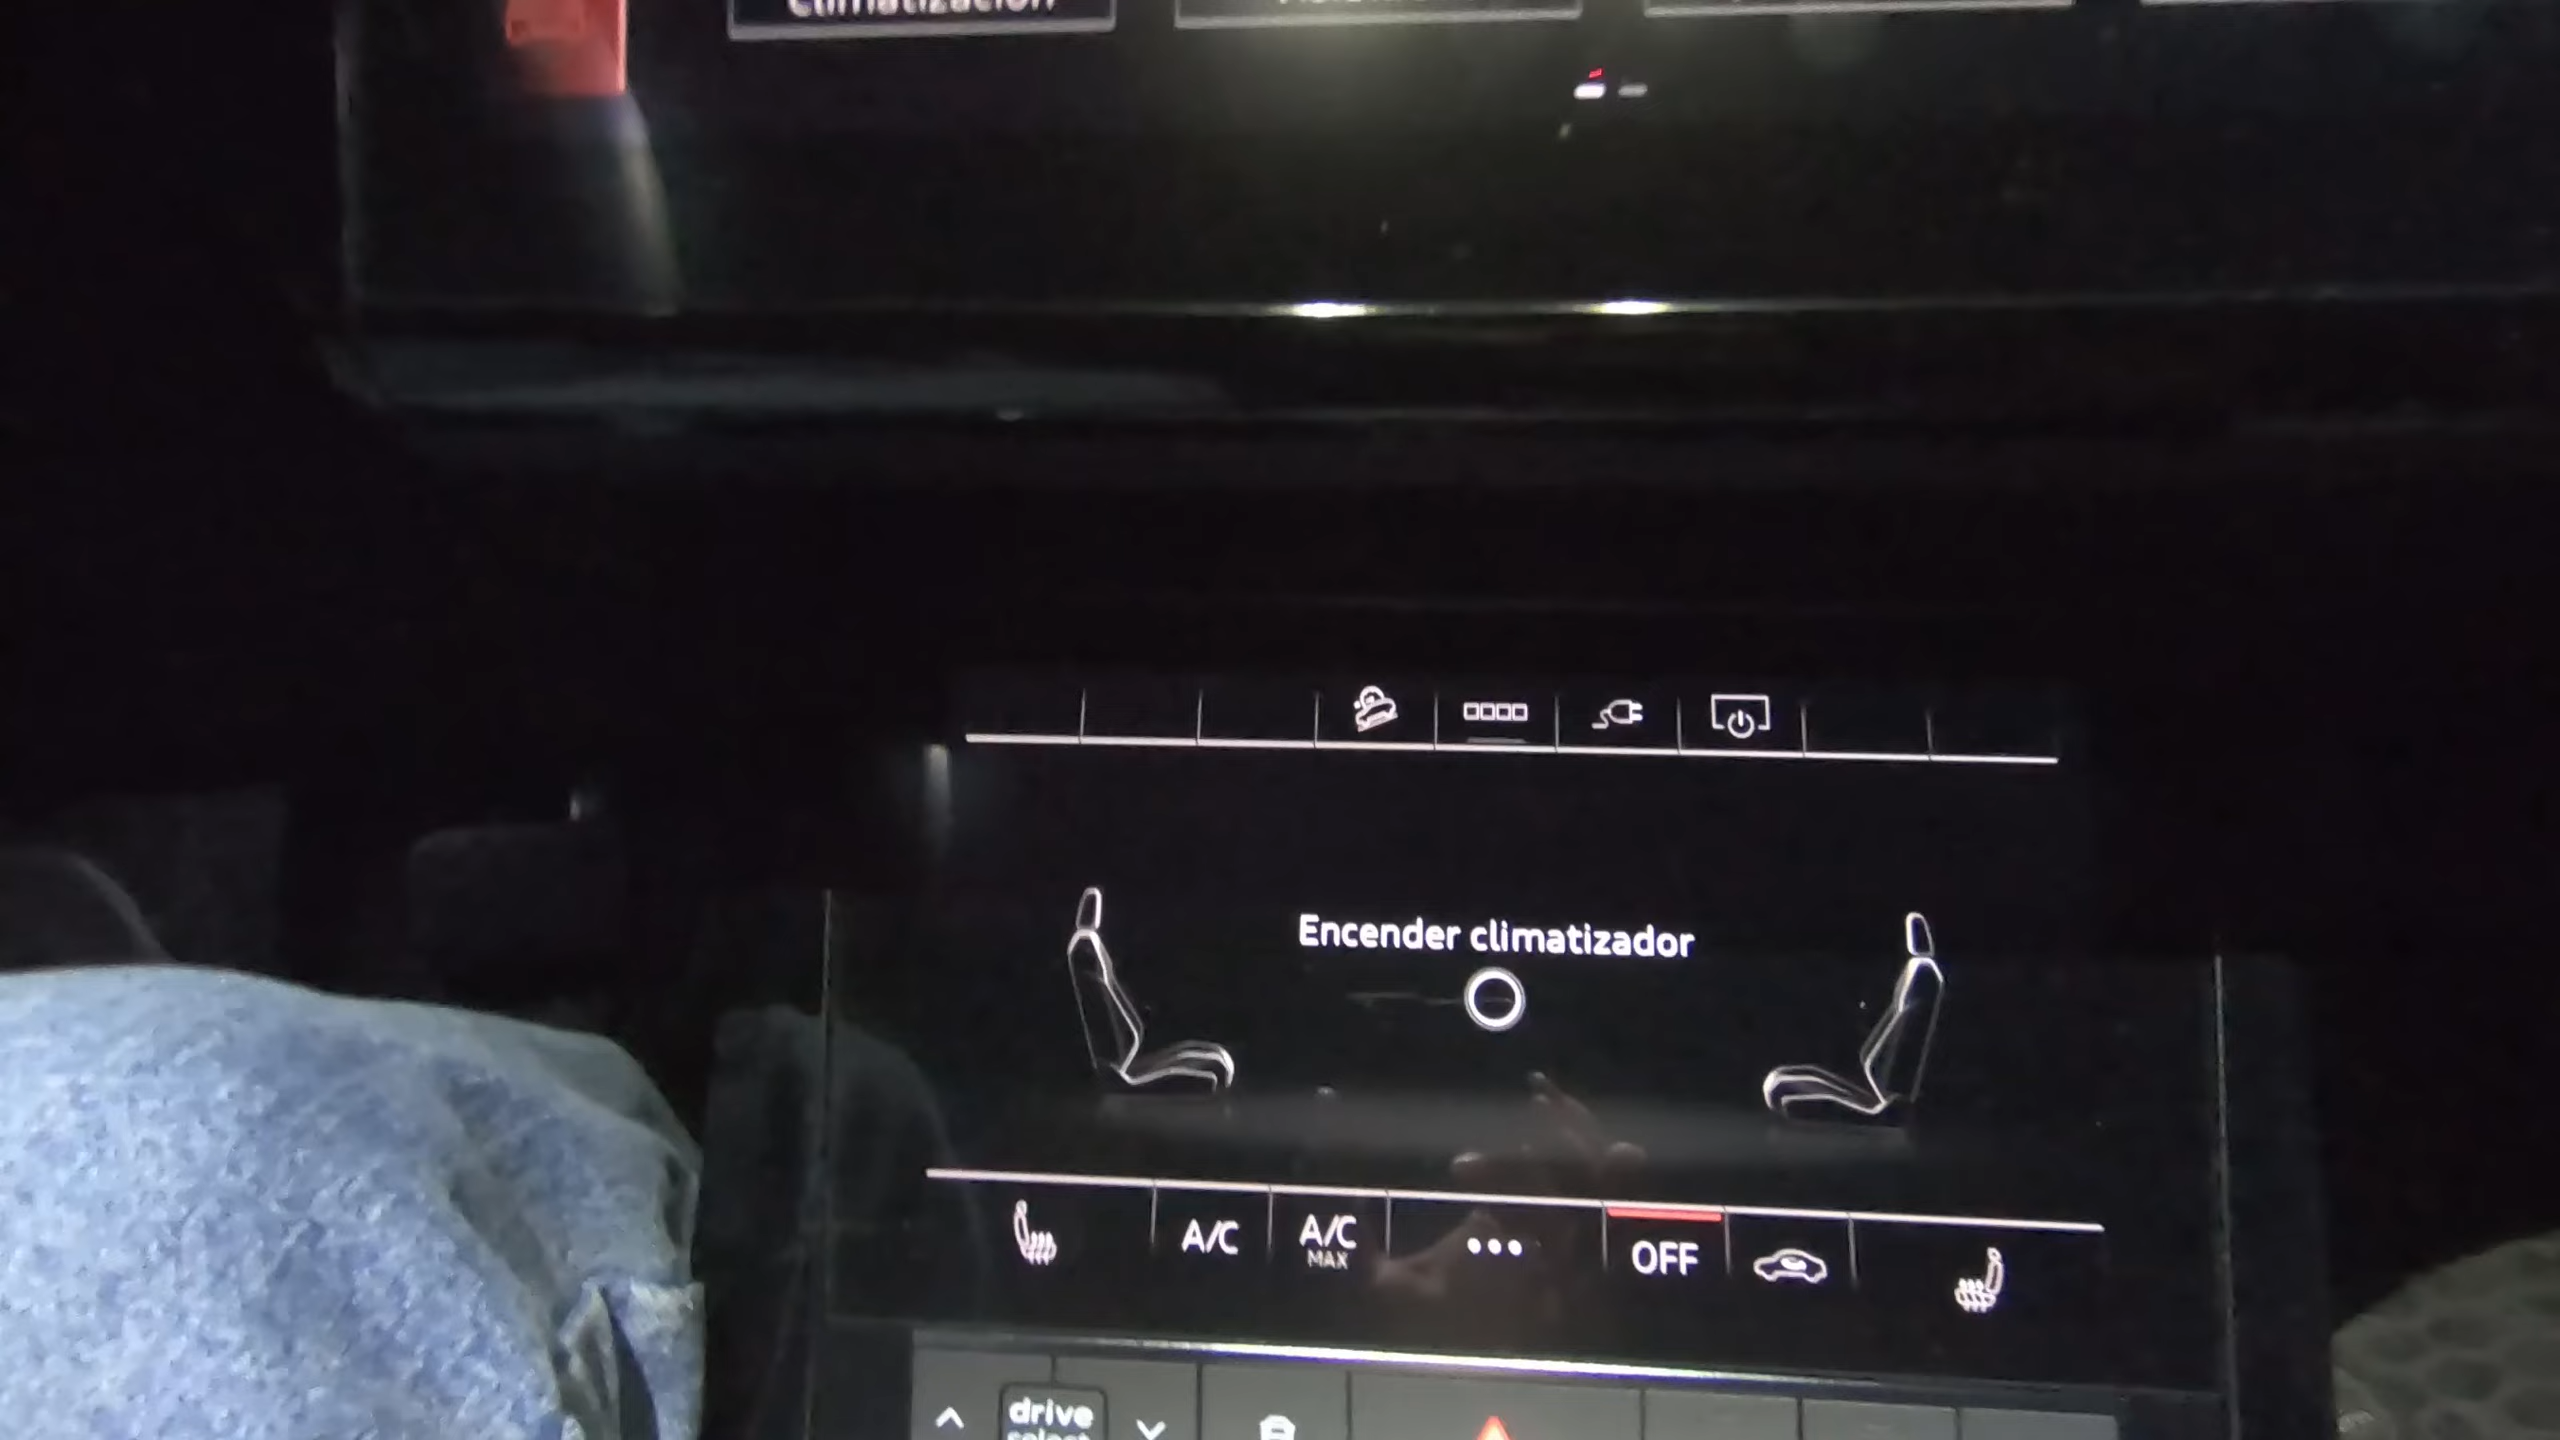 Climatización
Encender climatizador
A/C
A/C
MAX
OFF
drive
select